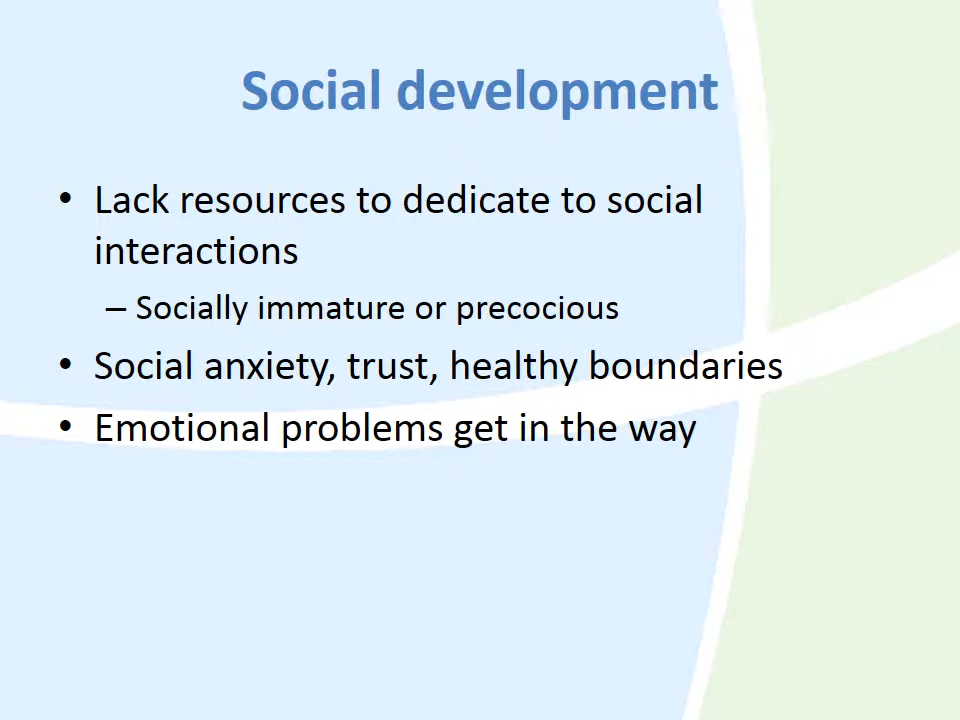 Social development
• Lack resources to dedicate to social
interactions
– Socially immature or precocious
• Social anxiety, trust, healthy boundaries
• Emotional problems get in the way